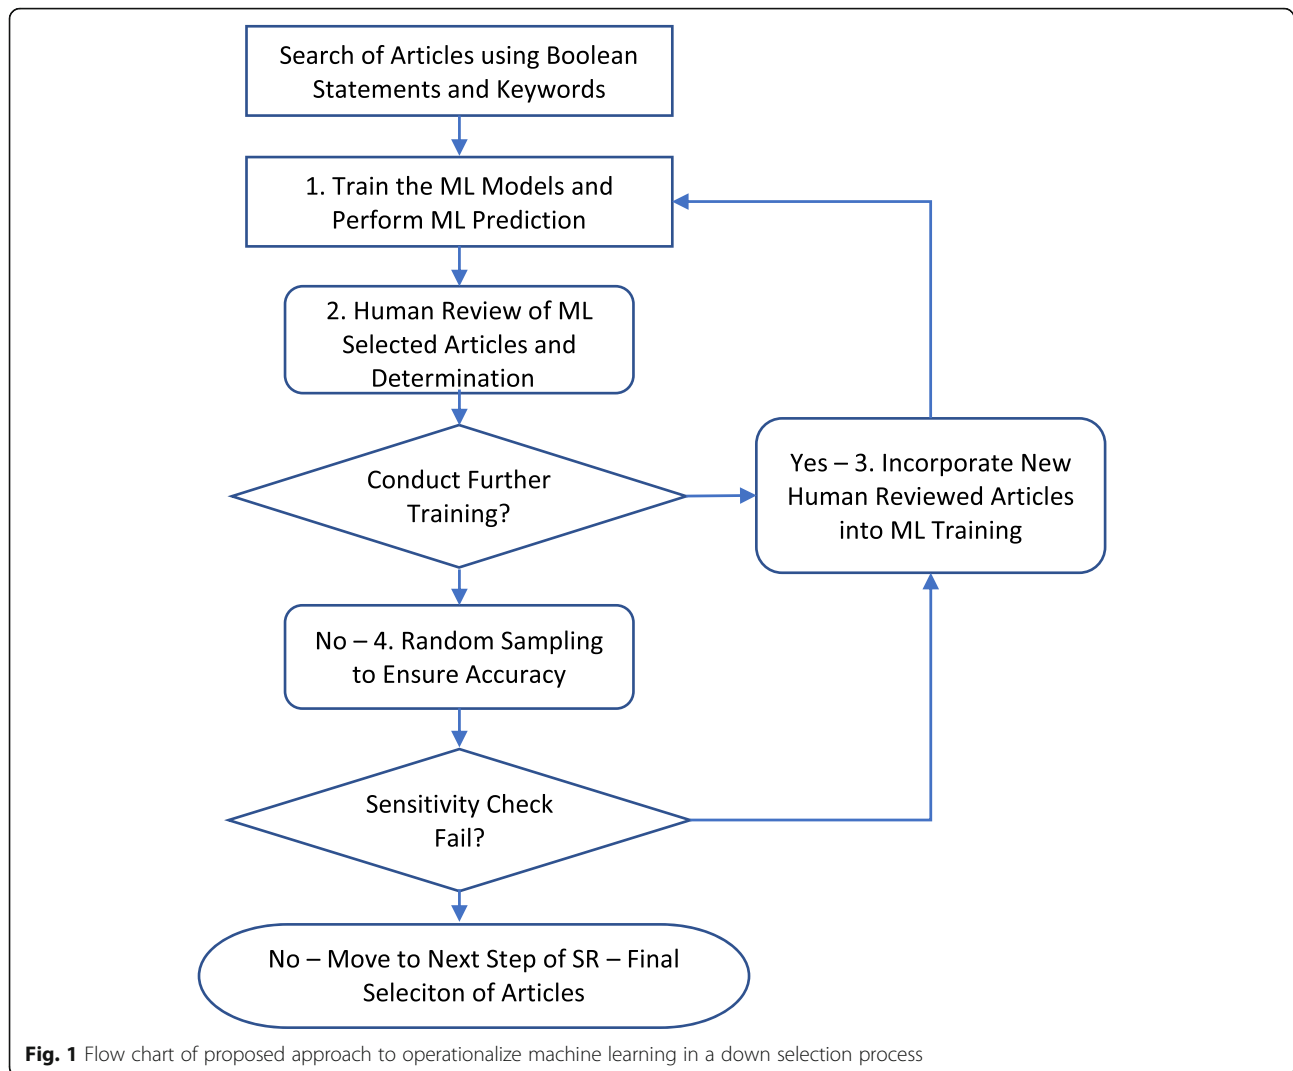 Search of Articles using Boolean
Statements and Keywords
1. Train the ML Models and
Perform ML Prediction
2. Human Review of ML
Selected Articles and
Determination
Conduct Further
Training?
Yes – 3. Incorporate New
Human Reviewed Articles
into ML Training
No – 4. Random Sampling
to Ensure Accuracy
Sensitivity Check
Fail?
No – Move to Next Step of SR – Final
Seleciton of Articles
Fig. 1 Flow chart of proposed approach to operationalize machine learning in a down selection process